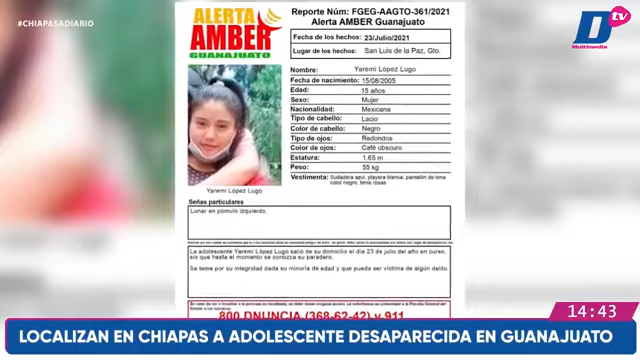 #CHIAPASADIARIO
ALERTA
AMBER
GUANAJUATO
Reporte Núm: FGEG-AAGTO-361/2021
Alerta AMBER Guanajuato
Fecha de los hechos: 23/Julio/2021
Lugar de los hechos: San Luis de la Paz, Gto.
Nombre: Yaremi López Lugo
Fecha de nacimiento: 15/08/2005
Edad: 15 años
Sexo: Mujer
Nacionalidad: Mexicana
Tipo de cabello: Lacio
Color de cabello: Negro
Tipo de ojos: Redondos
Color de ojos: Café obscuro
Estatura: 1.65 m
Peso: 55 kg
Vestimenta: Sudadera azul, playera blanca, pantalón de lona
color negro, tenis rosas
Yaremi López Lugo
Señas particulares
Lunar en pómulo izquierdo.
La adolescente Yaremi López Lugo salió de su domicilio el día 23 de julio del año en curso,
sin que hasta el momento se conozca su paradero.
Se teme por su integridad dada su minoría de edad y que pueda ser víctima de algún delito.
800 DNUNCIA (368-62-42) y 911
D tv
Multimedia
14:43
LOCALIZAN EN CHIAPAS A ADOLESCENTE DESAPARECIDA EN GUANAJUATO